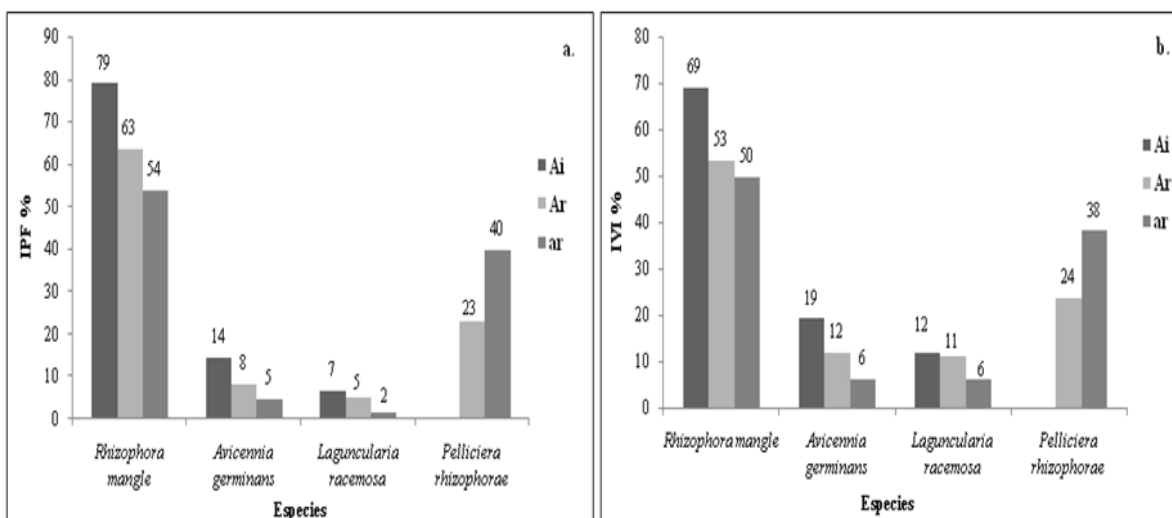 a.
IPF %
90
80
70
60
50
40
30
20
10
0
79
63
54
14
8
5
7
5
2
23
40
Ai
Ar
ar
Rhizophora mangle
Avicennia germinans
Laguncularia racemosa
Pelliciera rhizophorae
Especies
b.
IVI %
80
70
60
50
40
30
20
10
0
69
53
50
19
12
6
12
11
6
24
38
Ai
Ar
ar
Rhizophora mangle
Avicennia germinans
Laguncularia racemosa
Pelliciera rhizophorae
Especies